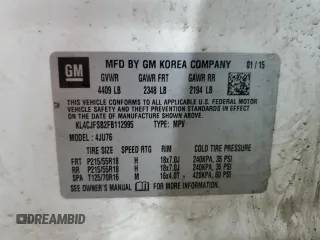 GM
MFD BY GM KOREA COMPANY 01/15
GVWR GAWR FRT GAWR RR
4409 LB 2348 LB 2194 LB
THIS VEHICLE CONFORMS TO ALL APPLICABLE U.S. FEDERAL MOTOR
VEHICLE SAFETY AND THEFT PREVENTION STANDARDS IN EFFECT
ON THE DATE OF MANUFACTURE SHOWN ABOVE.
KL4CJFSB2FB112995 TYPE: MPV
MODEL : 4JU76
TIRE SIZE SPEED RTG RIM COLD TIRE PRESSURE
FRT P215/55R18 H 18x7.0J 240KPA, 35 PSI
RR P215/55R18 H 18x7.0J 240KPA, 35 PSI
SPA T125/70R16 M 16x4.0T 420KPA, 60 PSI
SEE OWNER'S MANUAL FOR ADDITIONAL INFORMATION
© DREAMBID